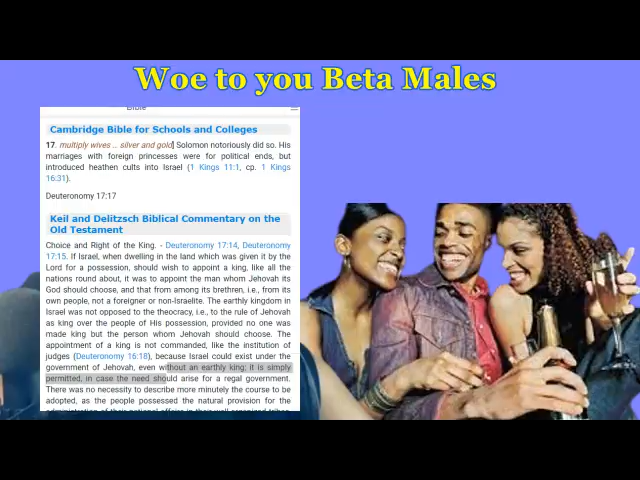 Woe to you Beta Males
Bible
Cambridge Bible for Schools and Colleges
17. multiply wives … silver and gold] Solomon notoriously did so. His
marriages with foreign princesses were for political ends, but
introduced heathen cults into Israel (1 Kings 11:1, cp. 1 Kings
16:31).
Deuteronomy 17:17
Keil and Delitzsch Biblical Commentary on the
Old Testament
Choice and Right of the King. - Deuteronomy 17:14, Deuteronomy
17:15. If Israel, when dwelling in the land which was given it by the
Lord for a possession, should wish to appoint a king, like all the
nations round about, it was to appoint the man whom Jehovah its
God should choose, and that from among its brethren, i.e., from its
own people, not a foreigner or non-Israelite. The earthly kingdom in
Israel was not opposed to the theocracy, i.e., to the rule of Jehovah
as king over the people of His possession, provided no one was
made king but the person whom Jehovah should choose. The
appointment of a king is not commanded, like the institution of
judges (Deuteronomy 16:18), because Israel could exist under the
government of Jehovah, even without an earthly king; it is simply
permitted, in case the need should arise for a regal government.
There was no necessity to describe more minutely the course to be
adopted, as the people possessed the natural provision for the
administration of their national affairs in their well-organized tribes,